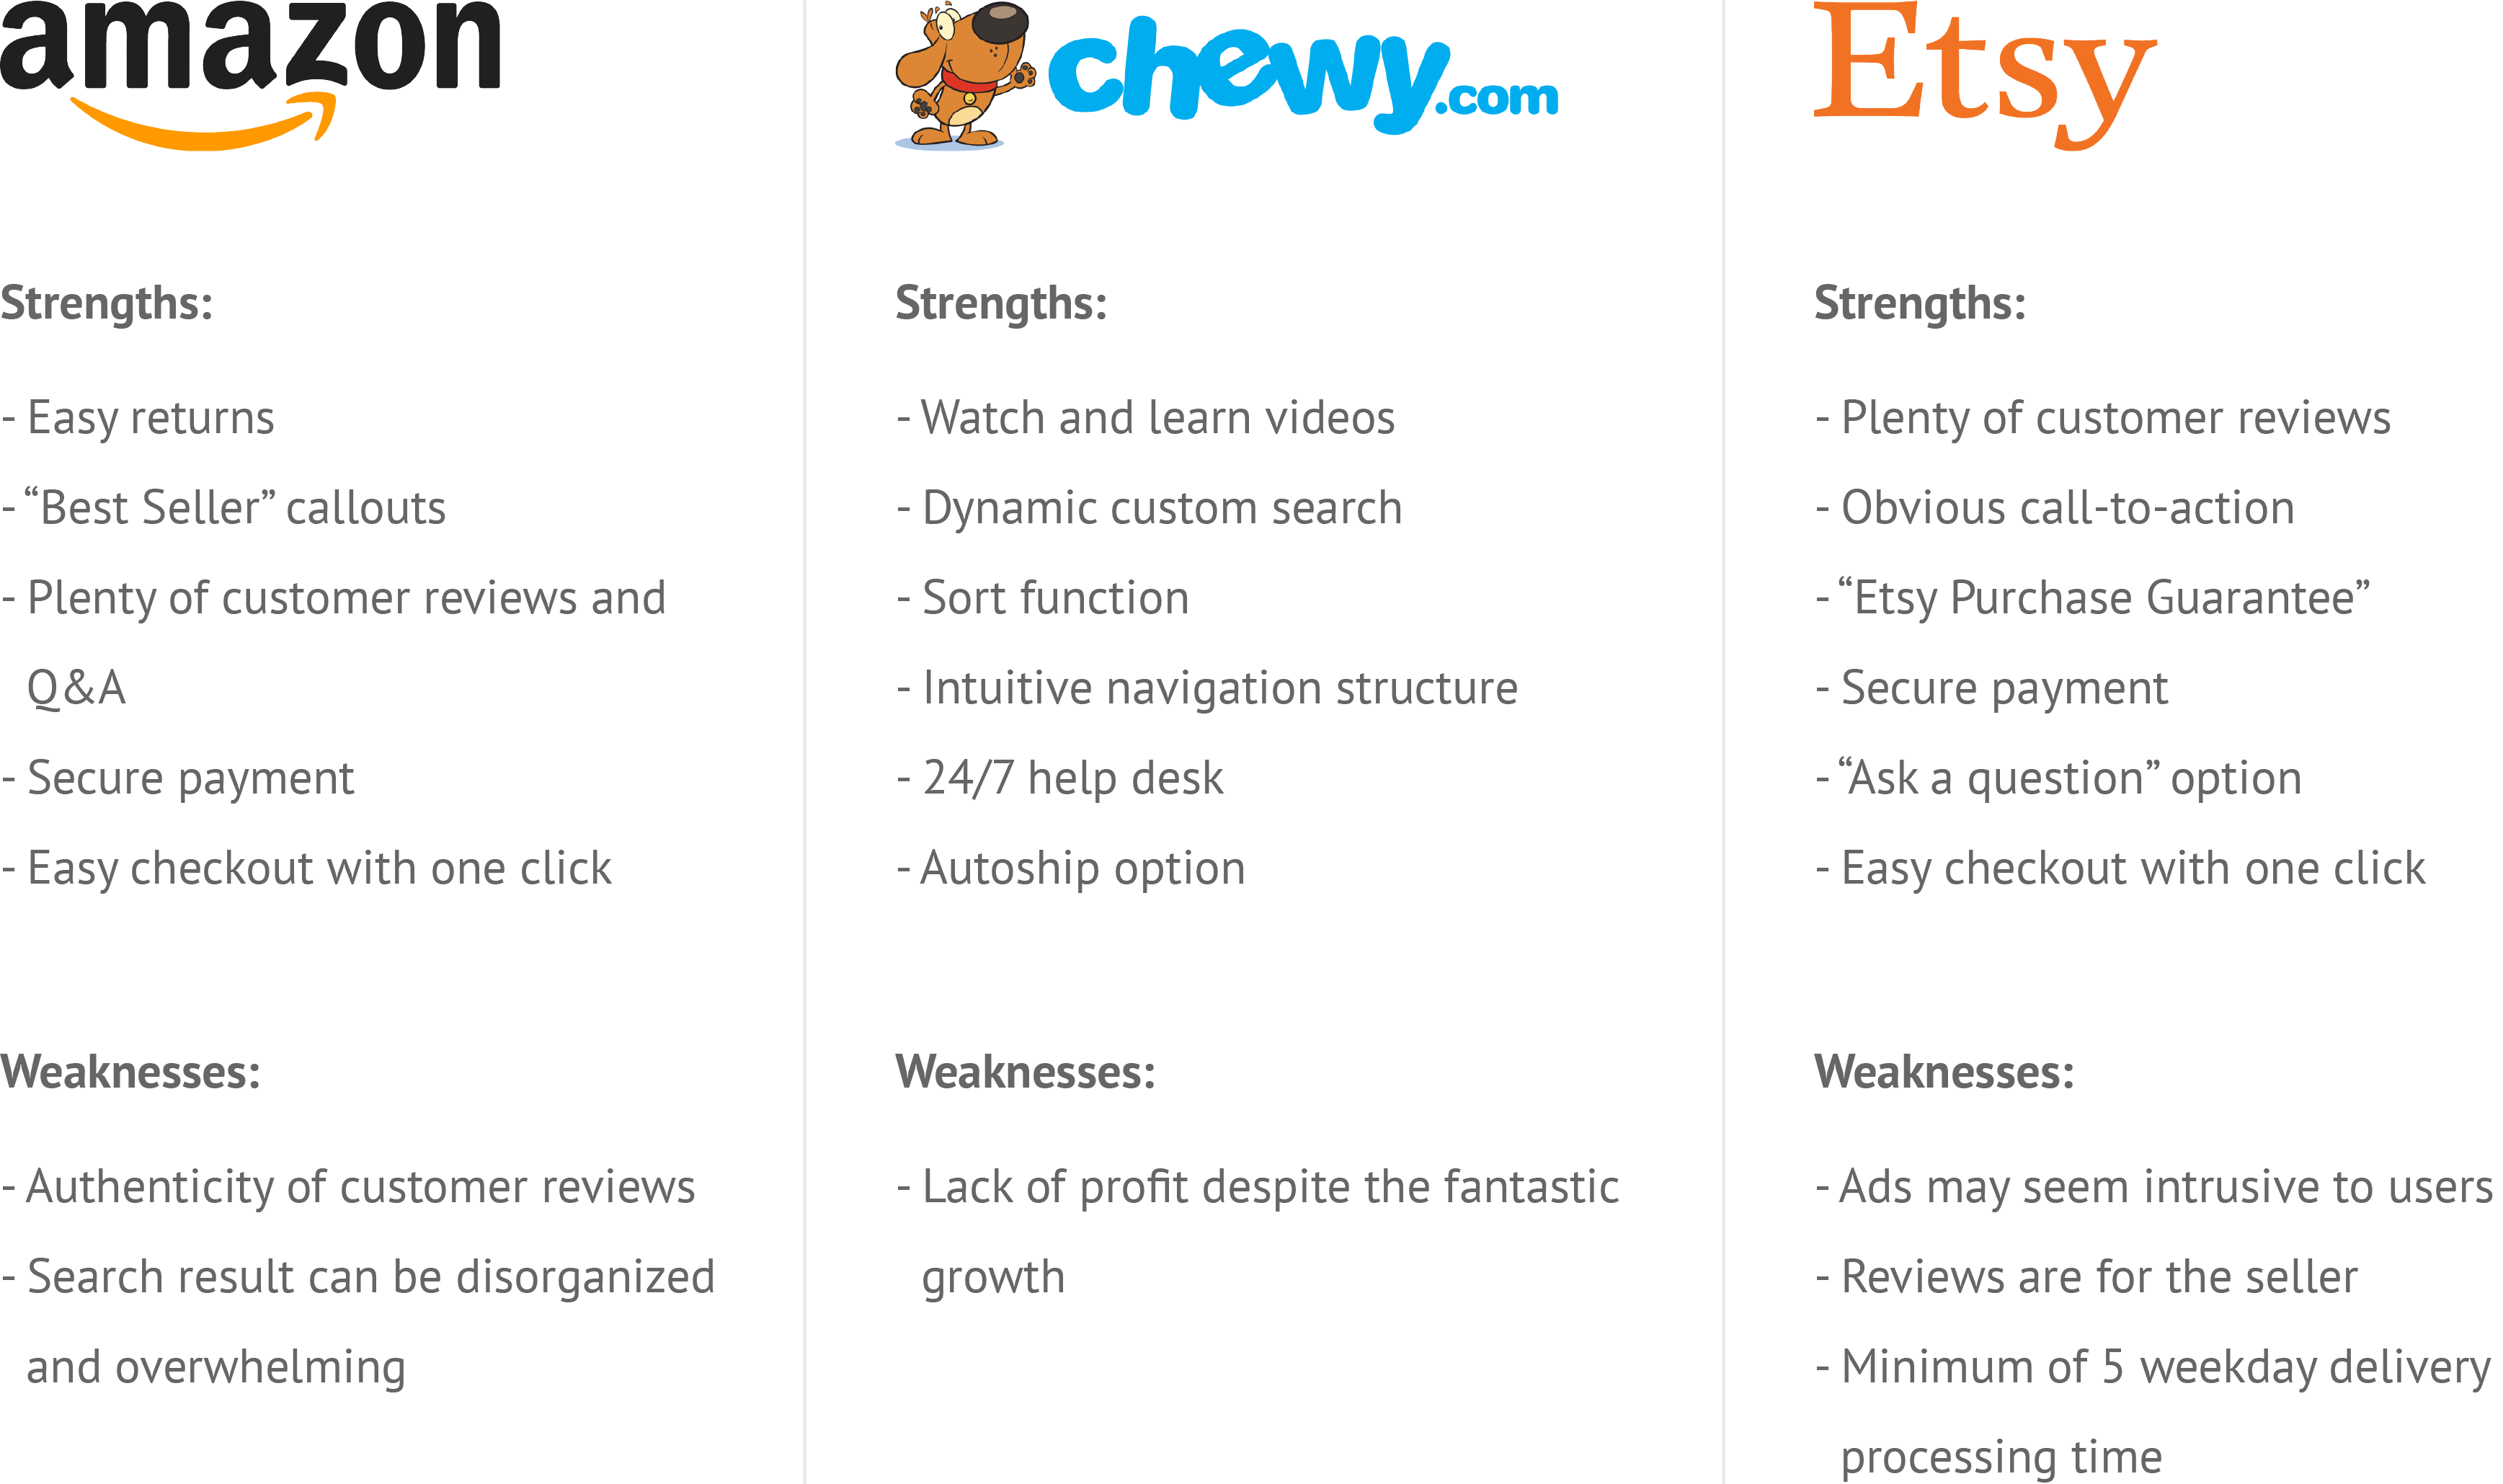 amazon
Strengths:
- Easy returns
- “Best Seller” callouts
- Plenty of customer reviews and
Q&A
- Secure payment
- Easy checkout with one click
Weaknesses:
- Authenticity of customer reviews
- Search result can be disorganized
and overwhelming
chewy.com
Strengths:
- Watch and learn videos
- Dynamic custom search
- Sort function
- Intuitive navigation structure
- 24/7 help desk
- Autoship option
Weaknesses:
- Lack of profit despite the fantastic
growth
Etsy
Strengths:
- Plenty of customer reviews
- Obvious call-to-action
- “Etsy Purchase Guarantee”
- Secure payment
- “Ask a question” option
- Easy checkout with one click
Weaknesses:
- Ads may seem intrusive to users
- Reviews are for the seller
- Minimum of 5 weekday delivery
processing time